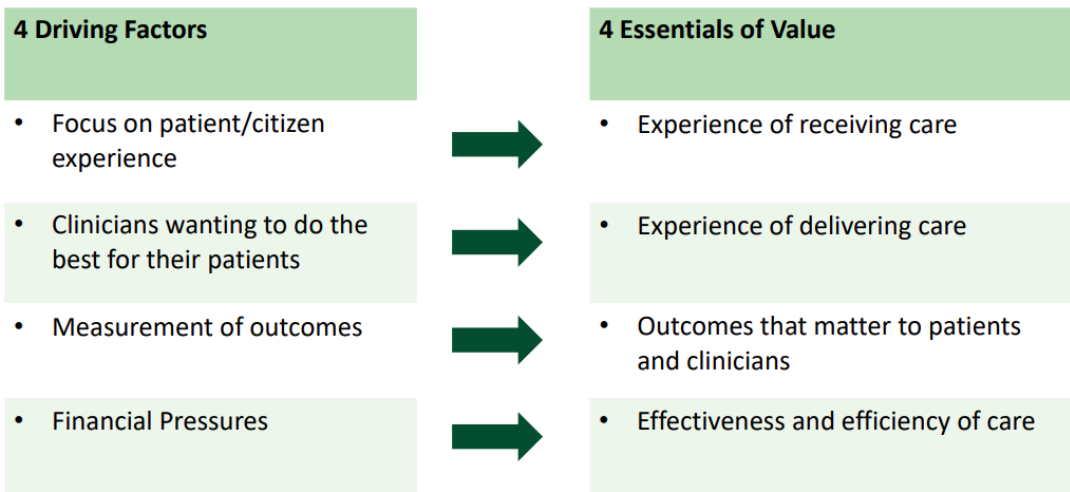 4 Driving Factors
4 Essentials of Value
• Focus on patient/citizen
experience
• Experience of receiving care
• Clinicians wanting to do the
best for their patients
• Experience of delivering care
• Measurement of outcomes
• Outcomes that matter to patients
and clinicians
• Financial Pressures
• Effectiveness and efficiency of care